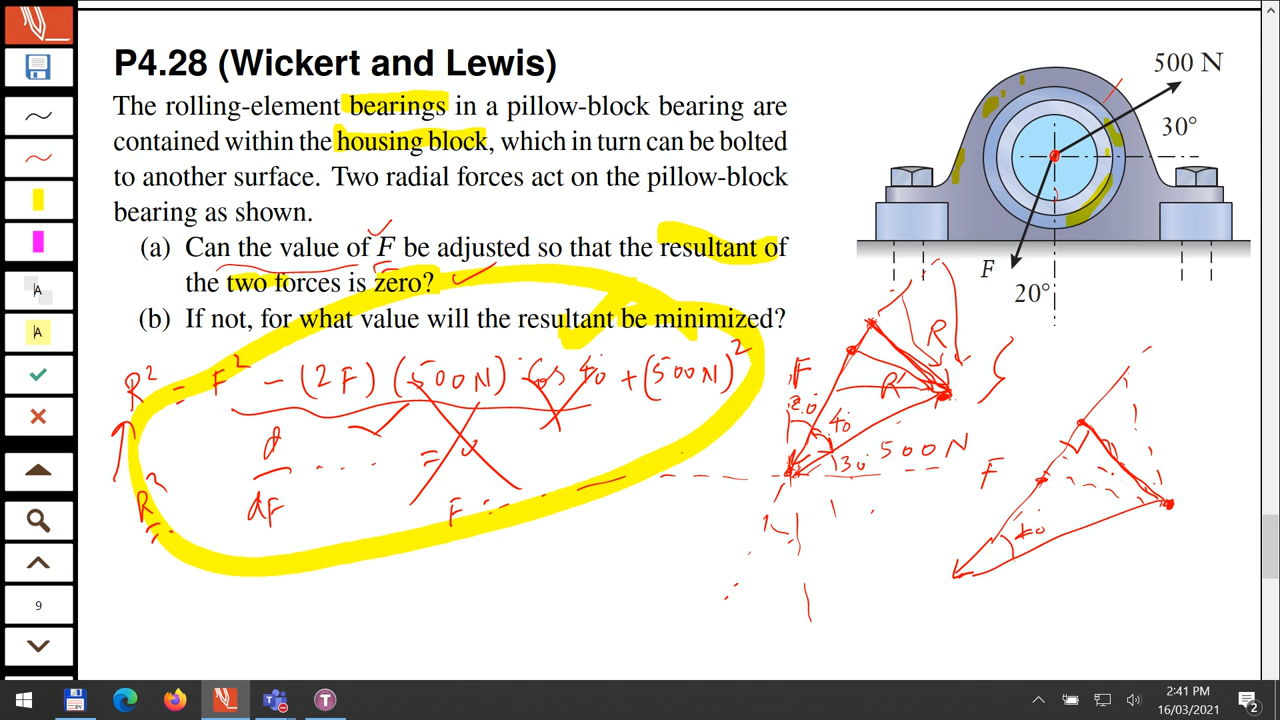 P4.28 (Wickert and Lewis)
The rolling-element bearings in a pillow-block bearing are
contained within the housing block, which in turn can be bolted
to another surface. Two radial forces act on the pillow-block
bearing as shown.
(a) Can the value of F be adjusted so that the resultant of
the two forces is zero?
(b) If not, for what value will the resultant be minimized?
500 N
30°
F
20°
R² = F² - (2F) (500N) Cos 40 + (500N)²
d
dF
.... = 0
R²
F =
F
20
40
30
500N
R
R'
F
40
A
A
9
2:41 PM
16/03/2021
2